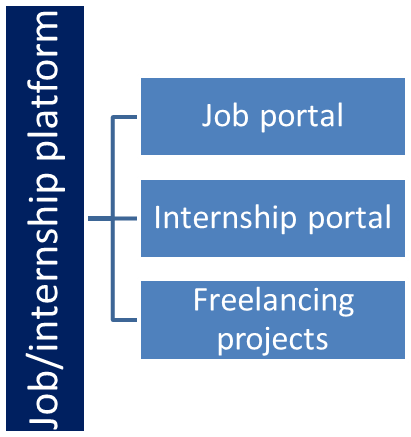 Job/internship platform
Job portal
Internship portal
Freelancing
projects